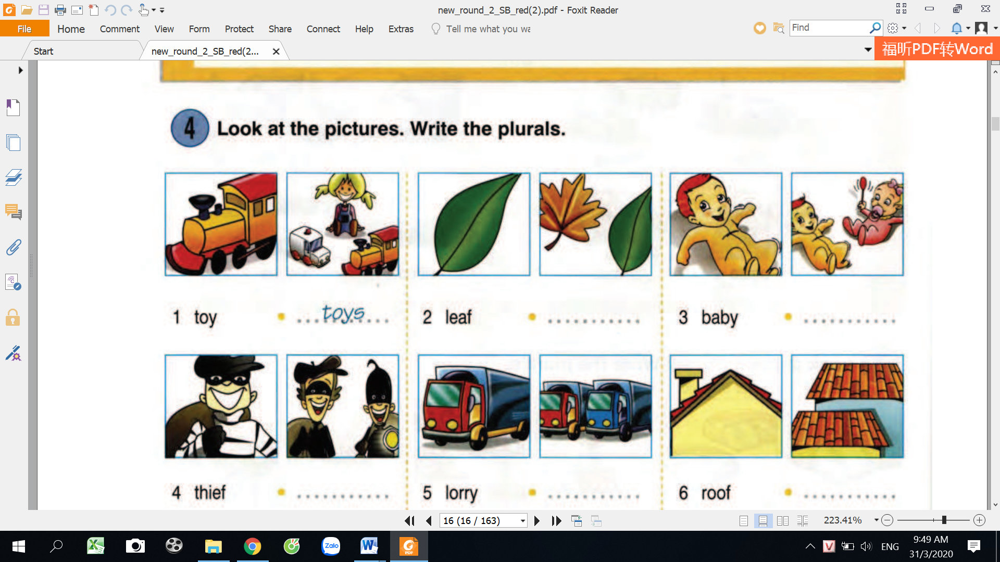 new_round_2_SB_red(2).pdf - Foxit Reader
File Home Comment View Form Protect Share Connect Help Extras Tell me what you wa
Find
Start new_round_2_SB_red(2...
福昕PDF转Word
4 Look at the pictures. Write the plurals.
1 toy ...toys...
2 leaf ...........
3 baby ...........
4 thief ...........
5 lorry ...........
6 roof ...........
16 (16 / 163)
223.41%
Zalo
PDF
ENG
9:49 AM
31/3/2020